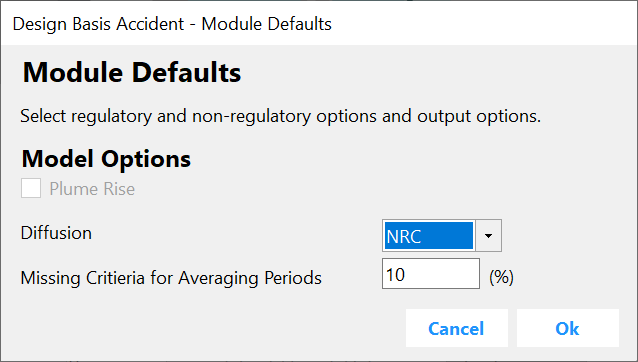 Design Basis Accident - Module Defaults
Module Defaults
Select regulatory and non-regulatory options and output options.
Model Options
Plume Rise
Diffusion NRC
Missing Critieria for Averaging Periods 10 (%)
Cancel Ok